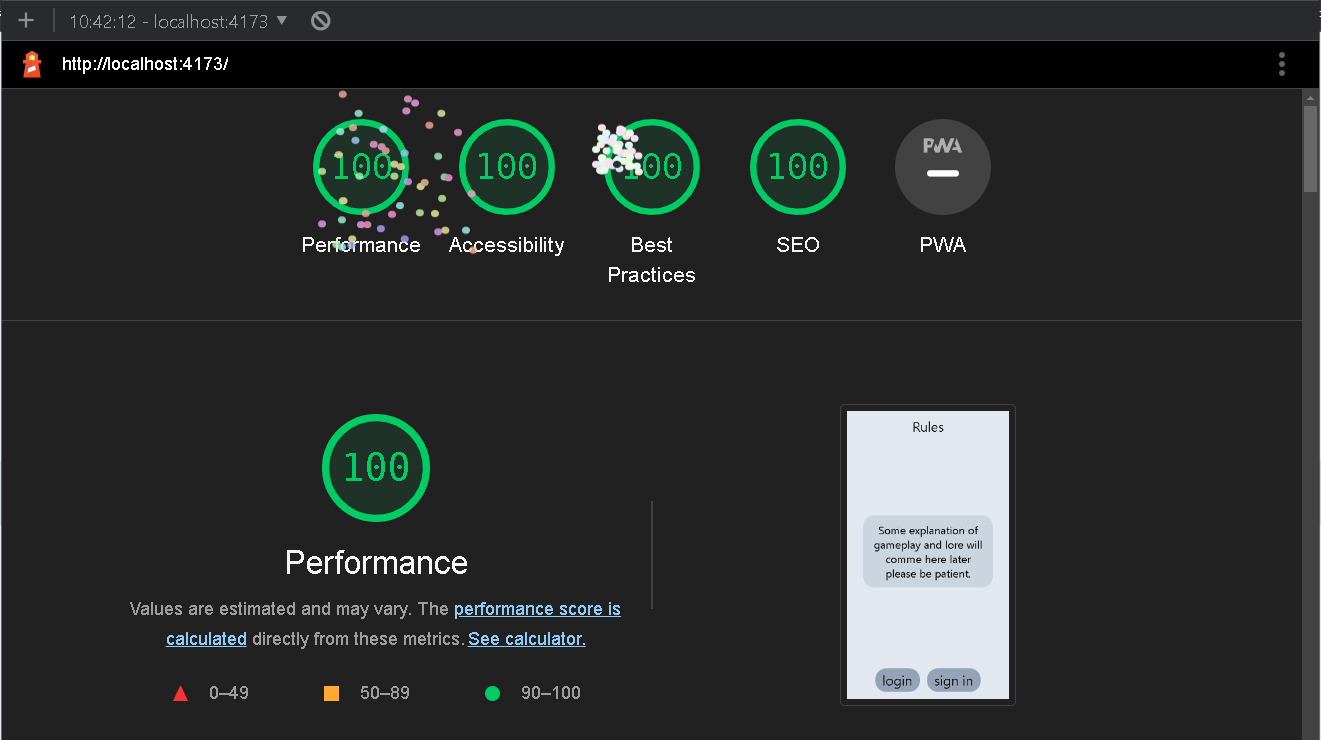 10:42:12 - localhost:4173
http://localhost:4173/
100 100 100 100 PWA
Performance Accessibility Best Practices SEO PWA
100
Performance
Values are estimated and may vary. The performance score is
calculated directly from these metrics. See calculator.
0–49 50–89 90–100
Rules
Some explanation of
gameplay and lore will
comme here later
please be patient.
login sign in